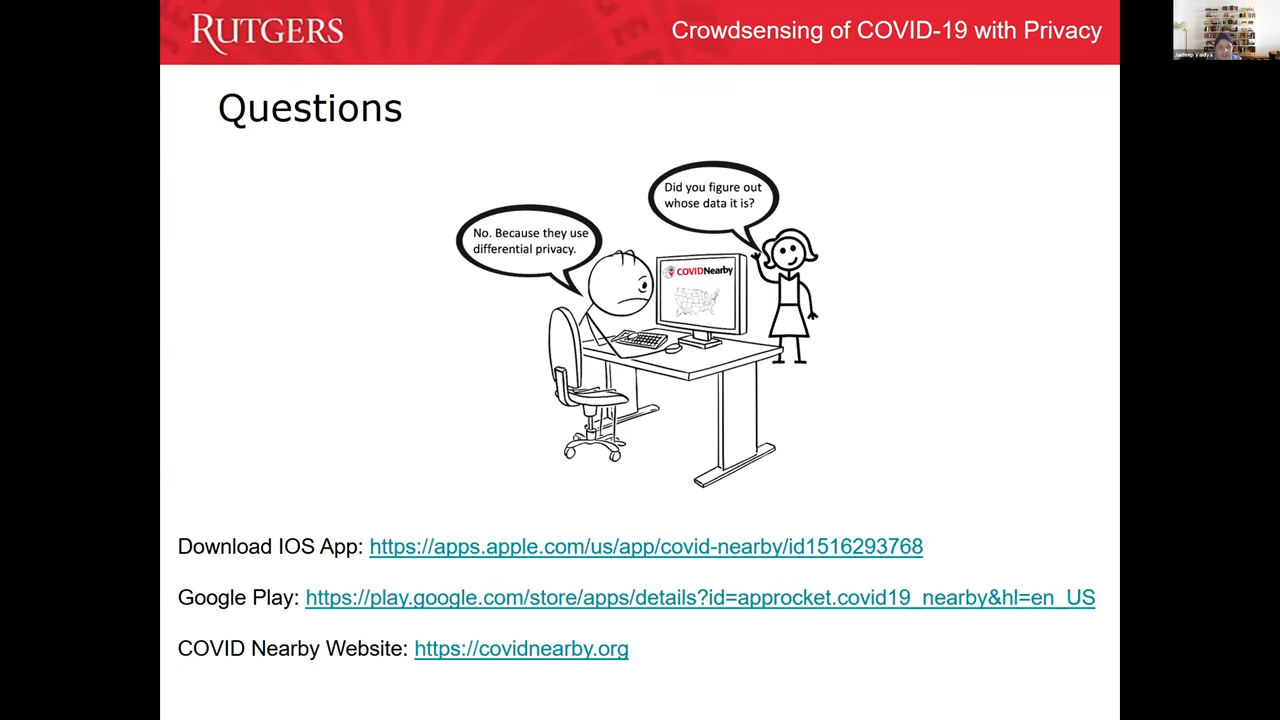 RUTGERS
Crowdsensing of COVID-19 with Privacy
Jaideep Vaidya
Questions
Did you figure out
whose data it is?
No. Because they use
differential privacy.
COVIDNearby
Download IOS App: https://apps.apple.com/us/app/covid-nearby/id1516293768
Google Play: https://play.google.com/store/apps/details?id=approcket.covid19_nearby&hl=en_US
COVID Nearby Website: https://covidnearby.org